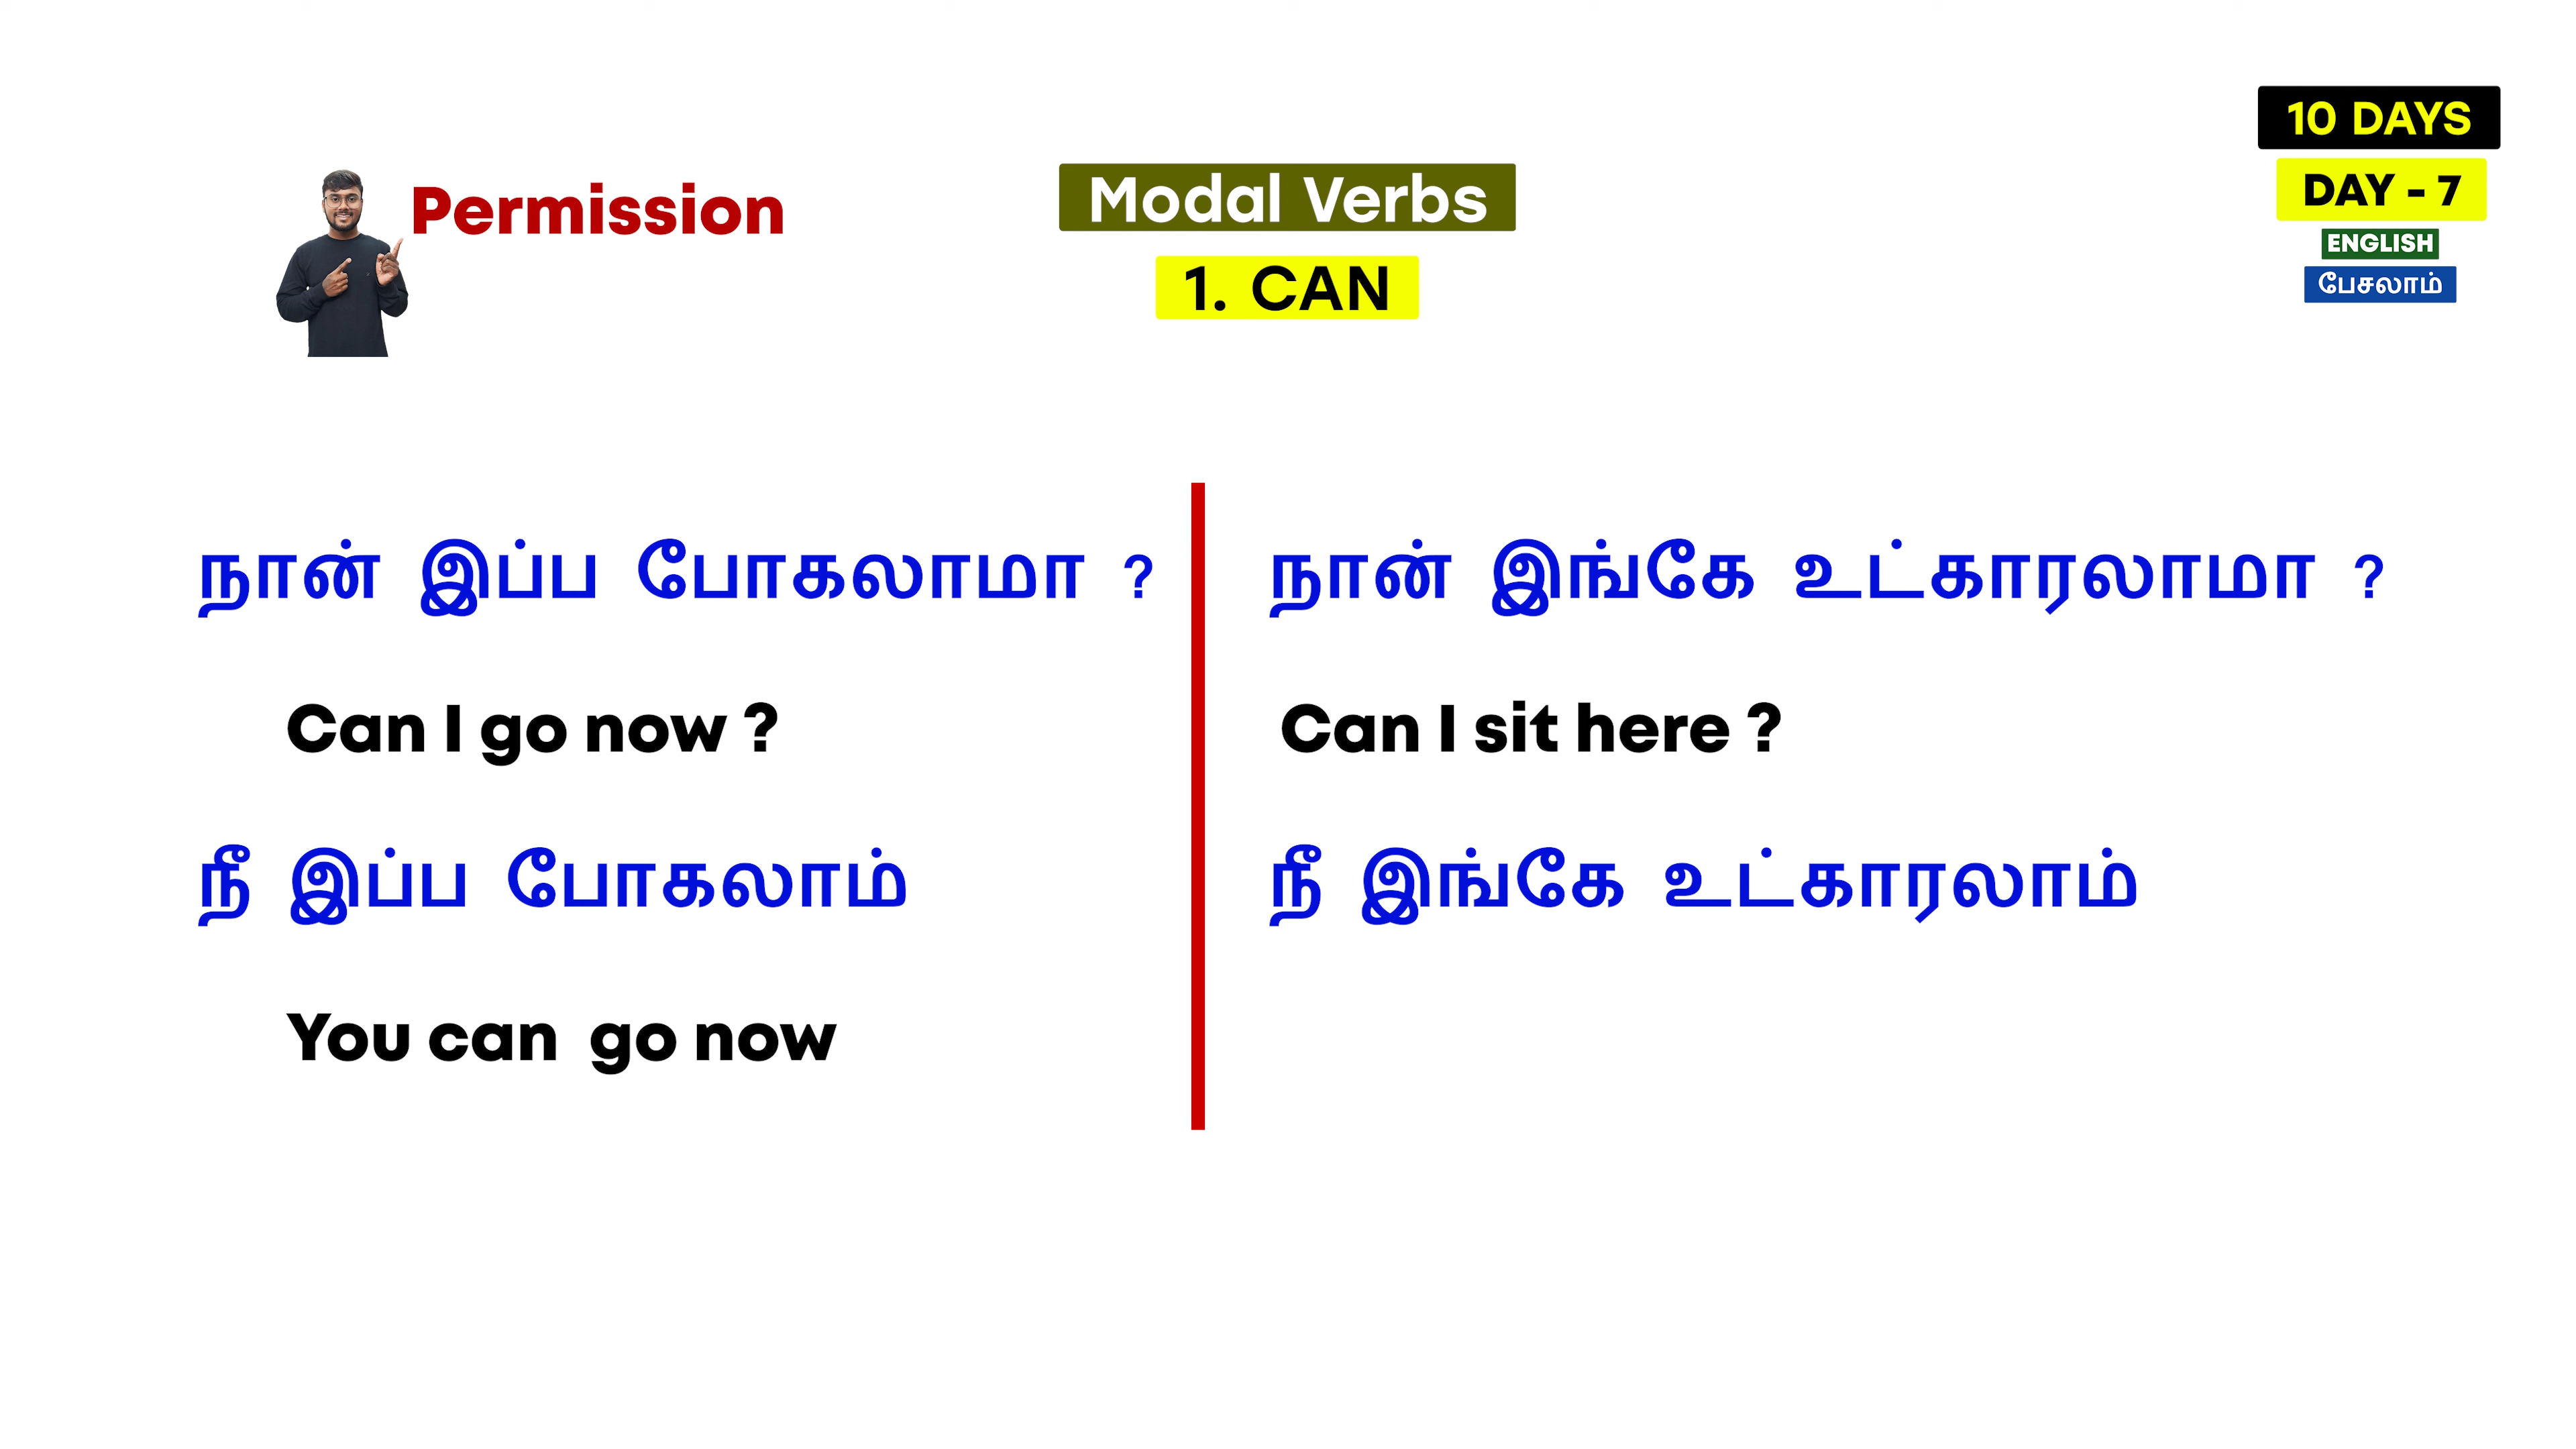 10 DAYS
DAY - 7
ENGLISH
பேசலாம்
Permission
Modal Verbs
1. CAN
நான் இப்ப போகலாமா ?
Can I go now ?
நீ இப்ப போகலாம்
You can go now
நான் இங்கே உட்காரலாமா ?
Can I sit here ?
நீ இங்கே உட்காரலாம்